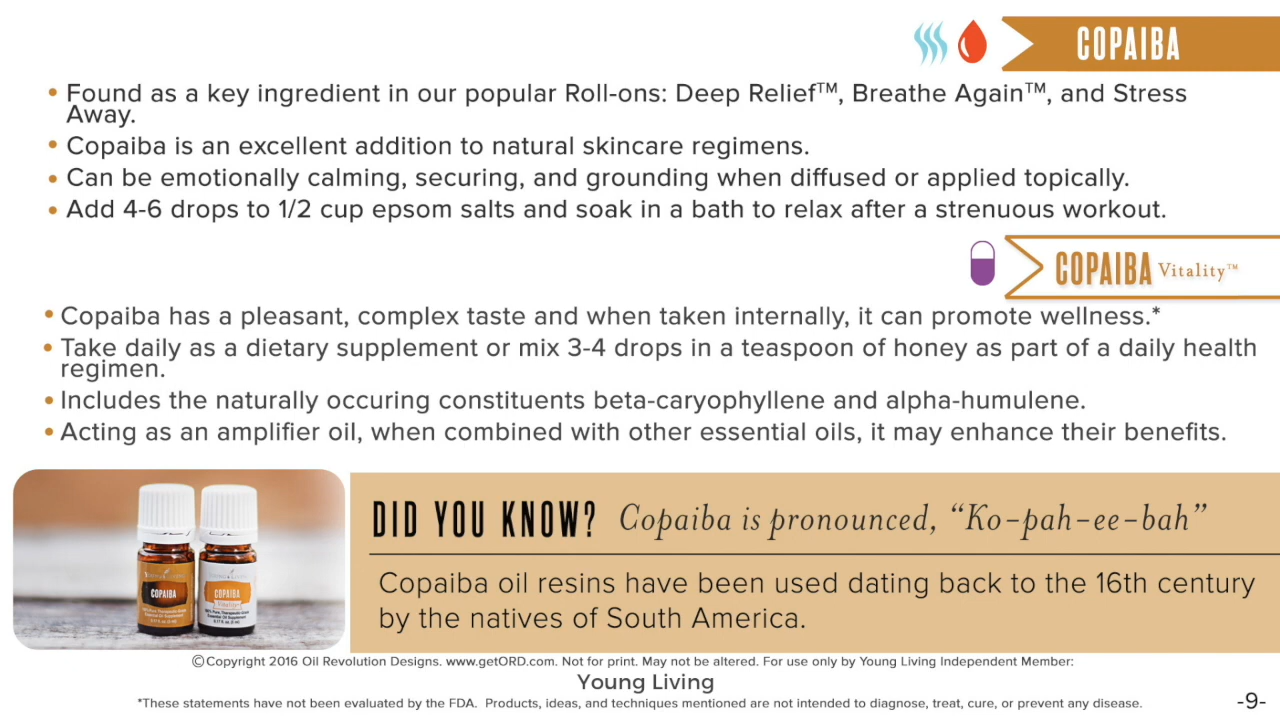 COPAIBA
• Found as a key ingredient in our popular Roll-ons: Deep Relief™, Breathe Again™, and Stress
Away.
• Copaiba is an excellent addition to natural skincare regimens.
• Can be emotionally calming, securing, and grounding when diffused or applied topically.
• Add 4-6 drops to 1/2 cup epsom salts and soak in a bath to relax after a strenuous workout.
COPAIBA Vitality™
• Copaiba has a pleasant, complex taste and when taken internally, it can promote wellness.*
• Take daily as a dietary supplement or mix 3-4 drops in a teaspoon of honey as part of a daily health
regimen.
• Includes the naturally occuring constituents beta-caryophyllene and alpha-humulene.
• Acting as an amplifier oil, when combined with other essential oils, it may enhance their benefits.
YOUNG LIVING
COPAIBA
YOUNG LIVING
COPAIBA
Vitality
DID YOU KNOW? Copaiba is pronounced, “Ko-pah-ee-bah”
Copaiba oil resins have been used dating back to the 16th century
by the natives of South America.
©Copyright 2016 Oil Revolution Designs. www.getORD.com. Not for print. May not be altered. For use only by Young Living Independent Member:
Young Living
*These statements have not been evaluated by the FDA. Products, ideas, and techniques mentioned are not intended to diagnose, treat, cure, or prevent any disease.
-9-